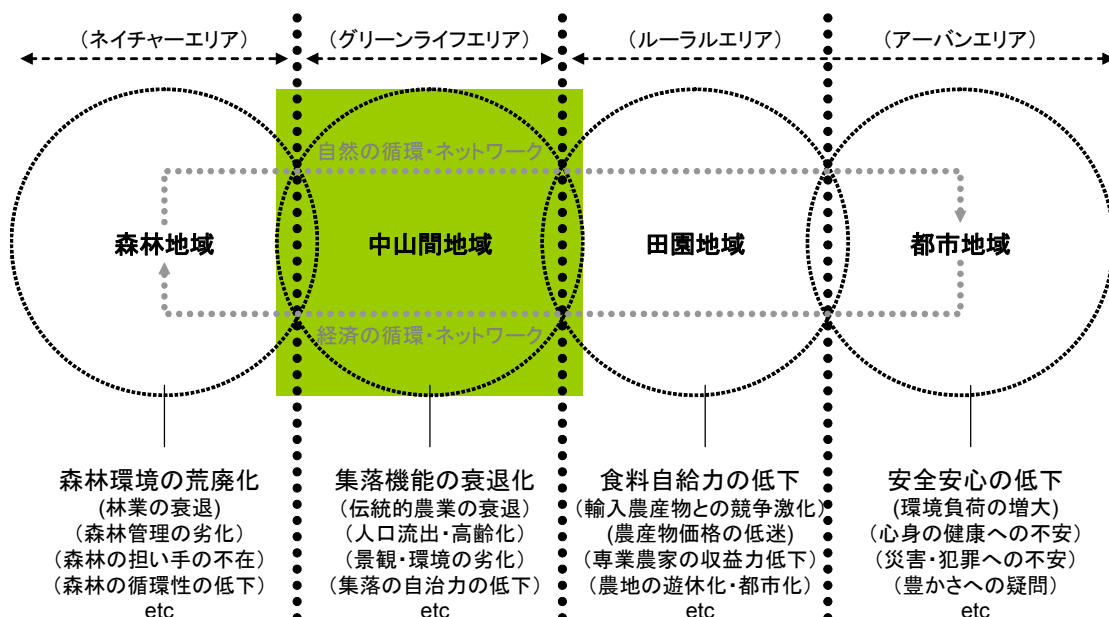 （ネイチャーエリア）
（グリーンライフエリア）
（ルーラルエリア）
（アーバンエリア）
自然の循環・ネットワーク
森林地域
中山間地域
田園地域
都市地域
経済の循環・ネットワーク
森林環境の荒廃化
(林業の衰退)
（森林管理の劣化）
（森林の担い手の不在）
（森林の循環性の低下）
etc
集落機能の衰退化
（伝統的農業の衰退）
（人口流出・高齢化）
（景観・環境の劣化）
（集落の自治力の低下）
etc
食料自給力の低下
（輸入農産物との競争激化）
(農産物価格の低迷)
（専業農家の収益力低下）
（農地の遊休化・都市化）
etc
安全安心の低下
(環境負荷の増大)
（心身の健康への不安）
（災害・犯罪への不安）
（豊かさへの疑問）
etc